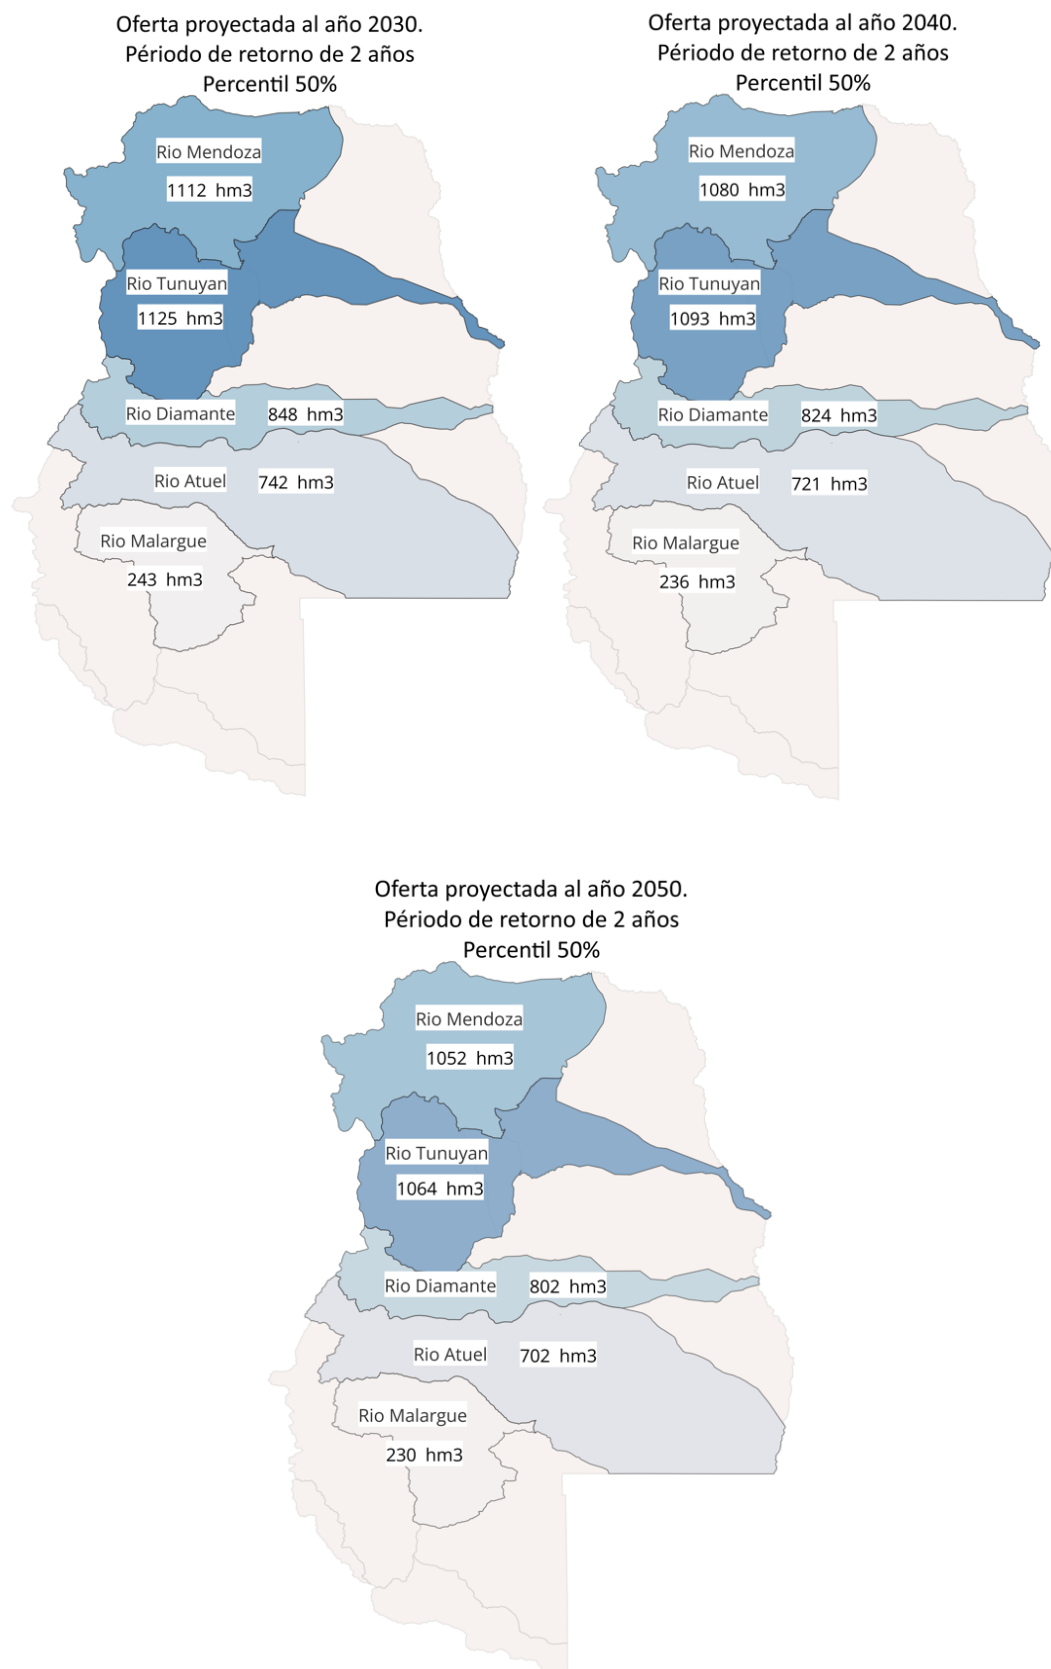 Oferta proyectada al año 2030.
Période de retorno de 2 años
Percentil 50%
Rio Mendoza
1112 hm3
Rio Tunuyan
1125 hm3
Rio Diamante 848 hm3
Rio Atuel 742 hm3
Rio Malargue
243 hm3
Oferta proyectada al año 2040.
Périodo de retorno de 2 años
Percentil 50%
Rio Mendoza
1080 hm3
Rio Tunuyan
1093 hm3
Rio Diamante 824 hm3
Rio Atuel 721 hm3
Rio Malargue
236 hm3
Oferta proyectada al año 2050.
Périodo de retorno de 2 años
Percentil 50%
Rio Mendoza
1052 hm3
Rio Tunuyan
1064 hm3
Rio Diamante 802 hm3
Rio Atuel 702 hm3
Rio Malargue
230 hm3